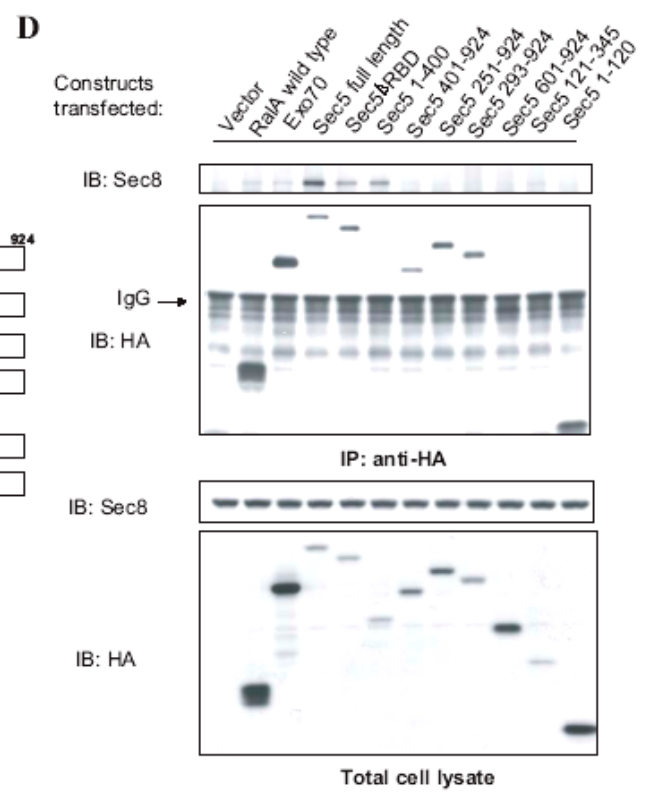 D
Constructs
transfected:
Vector
RalA wild type
Exo70
Sec5 full length
Sec5ΔRBD
Sec5 1-400
Sec5 401-924
Sec5 251-924
Sec5 293-924
Sec5 601-924
Sec5 121-345
Sec5 1-120
IB: Sec8
924
IgG
IB: HA
IP: anti-HA
IB: Sec8
IB: HA
Total cell lysate